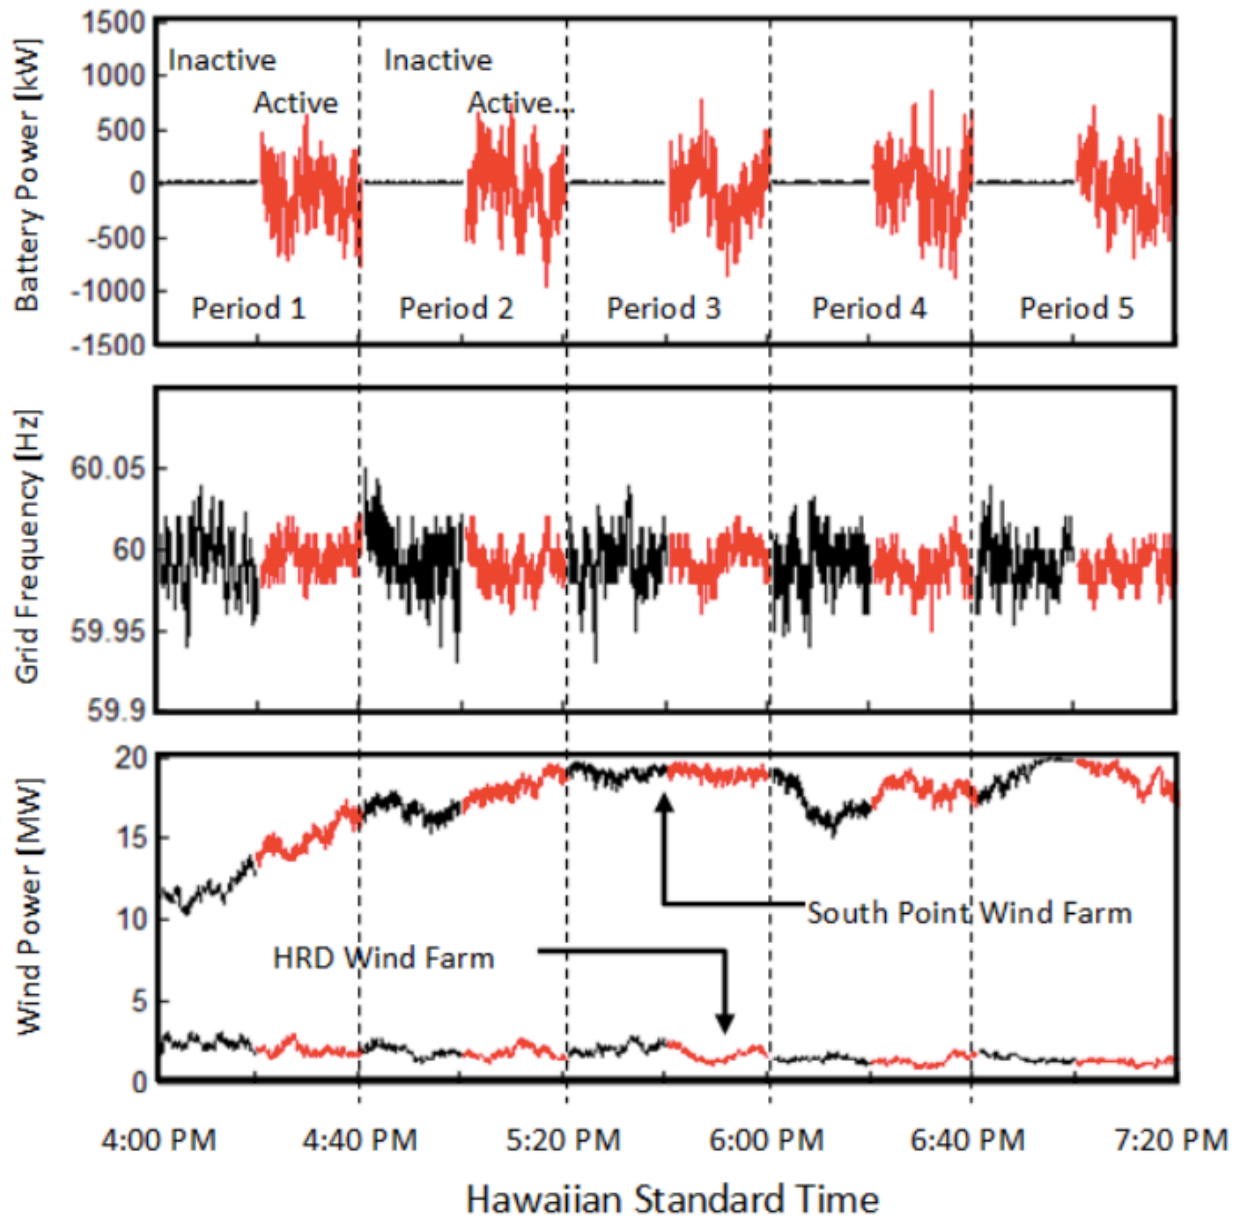 Battery Power [kW]
1500
1000
500
0
-500
-1000
-1500
Inactive
Active
Inactive
Active...
Period 1
Period 2
Period 3
Period 4
Period 5
Grid Frequency [Hz]
60.05
60
59.95
59.9
Wind Power [MW]
20
15
10
5
0
South Point Wind Farm
HRD Wind Farm
4:00 PM
4:40 PM
5:20 PM
6:00 PM
6:40 PM
7:20 PM
Hawaiian Standard Time